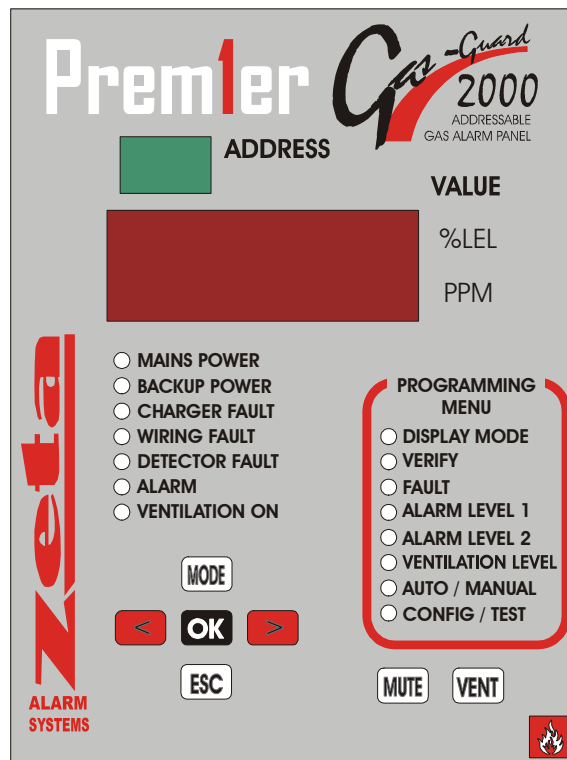 Prem1er
Gas-Guard
2000
ADDRESSABLE
GAS ALARM PANEL
ADDRESS
VALUE
%LEL
PPM
MAINS POWER
BACKUP POWER
CHARGER FAULT
WIRING FAULT
DETECTOR FAULT
ALARM
VENTILATION ON
PROGRAMMING
MENU
DISPLAY MODE
VERIFY
FAULT
ALARM LEVEL 1
ALARM LEVEL 2
VENTILATION LEVEL
AUTO / MANUAL
CONFIG / TEST
MODE
< OK >
ESC
MUTE VENT
Zeta
ALARM
SYSTEMS